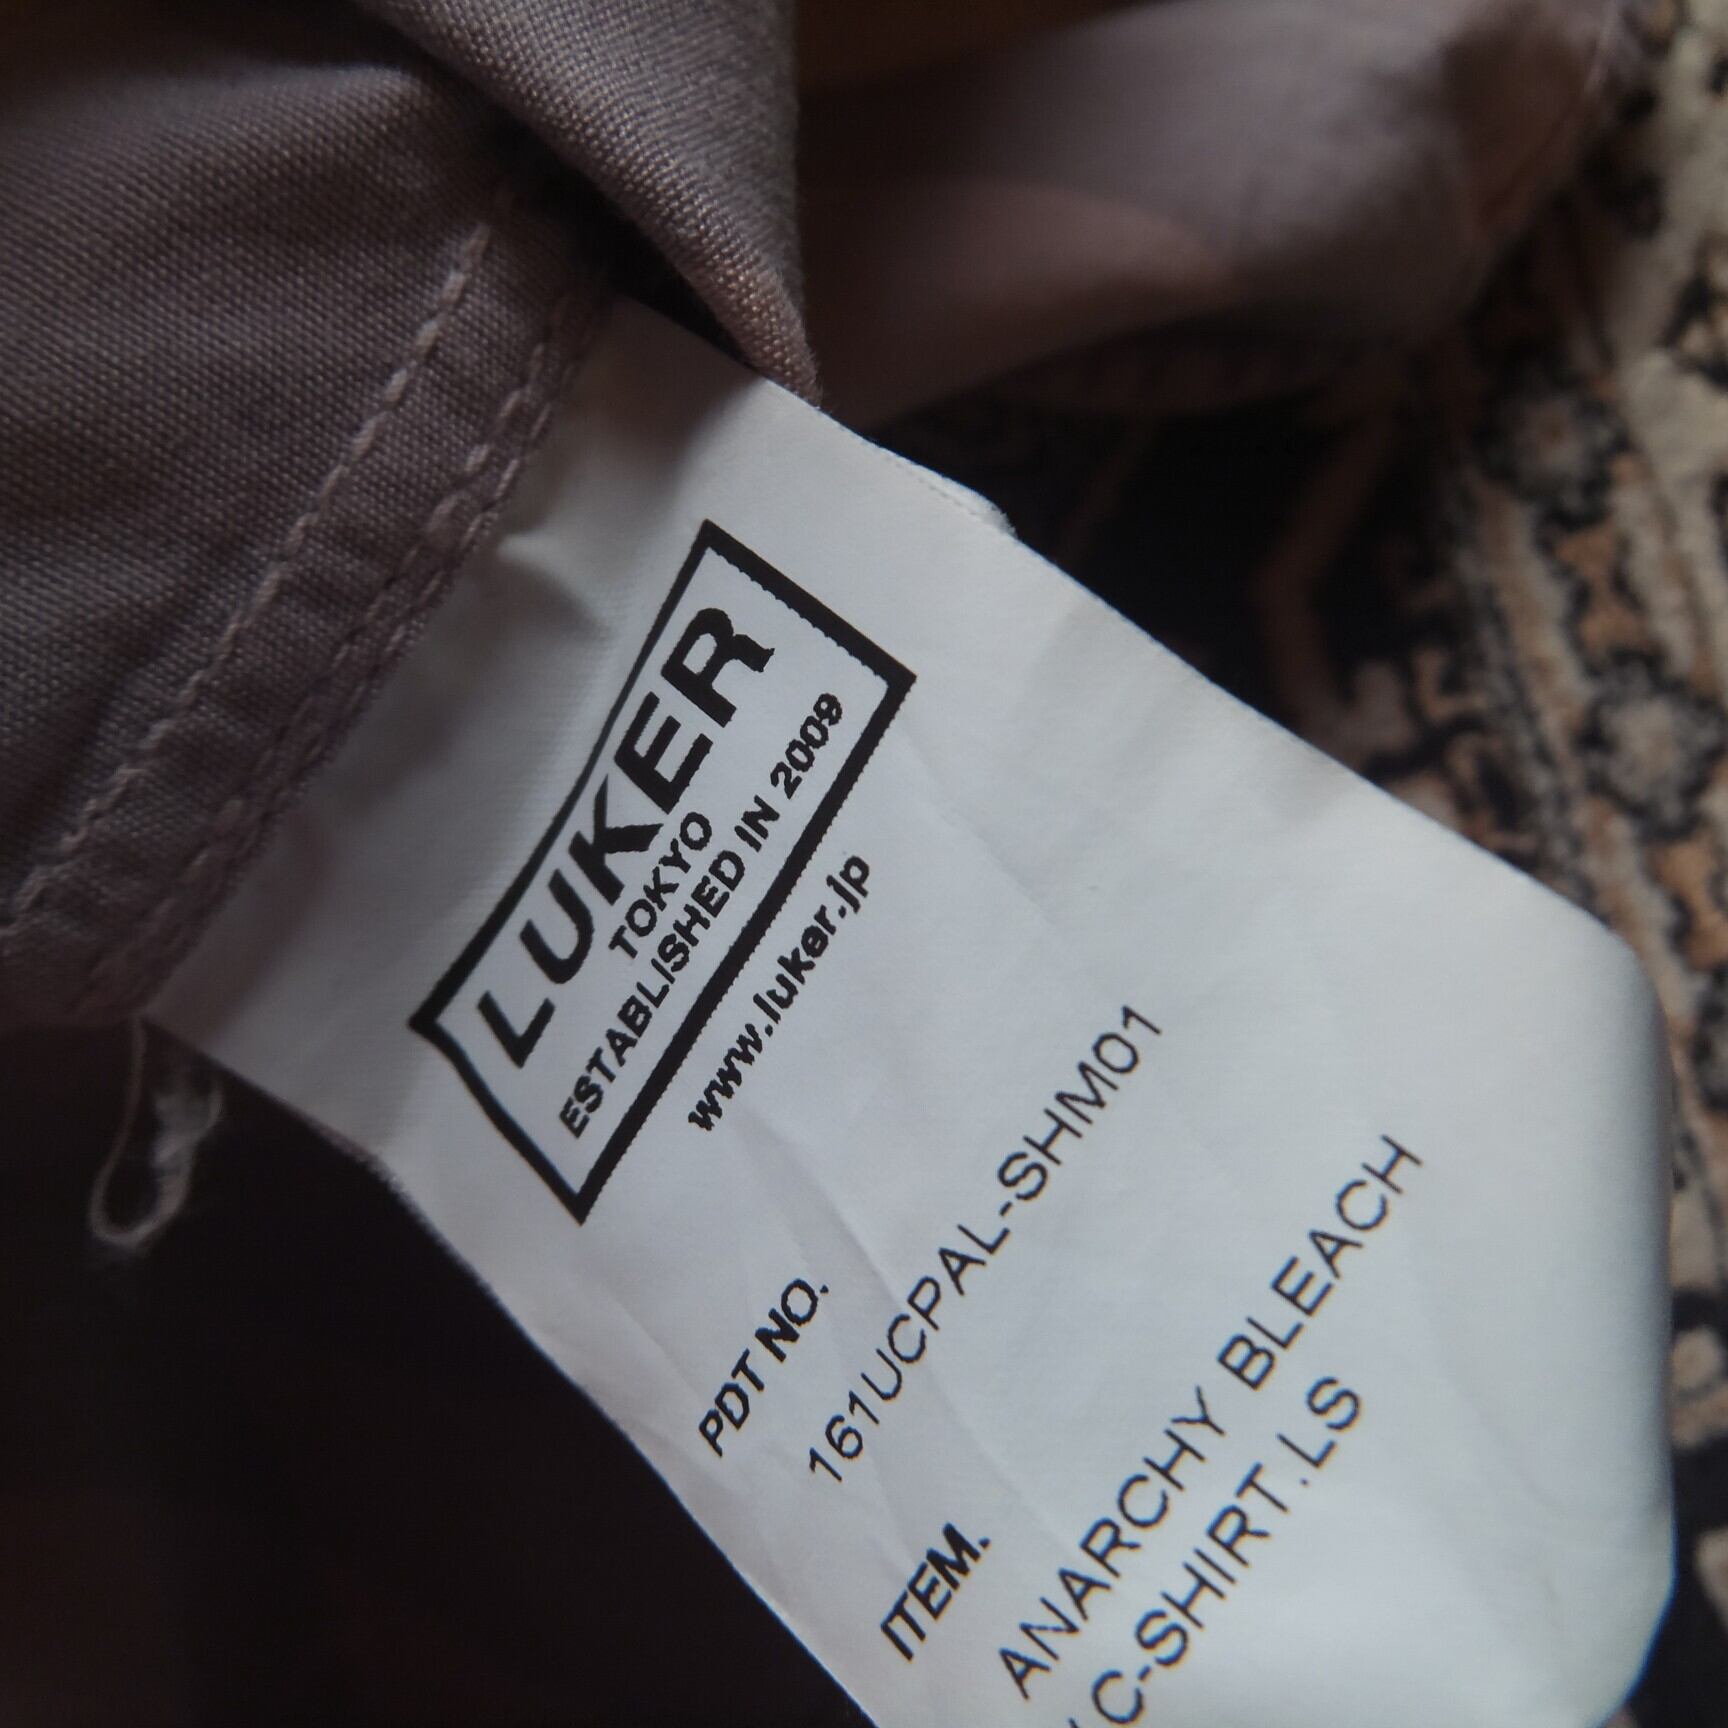 LUKER
TOKYO
ESTABLISHED IN 2009
www.luker.jp
PDT NO.
161UCPAL-SHM01
ITEM.
ANARCHY BLEACH
C-SHIRT.LS